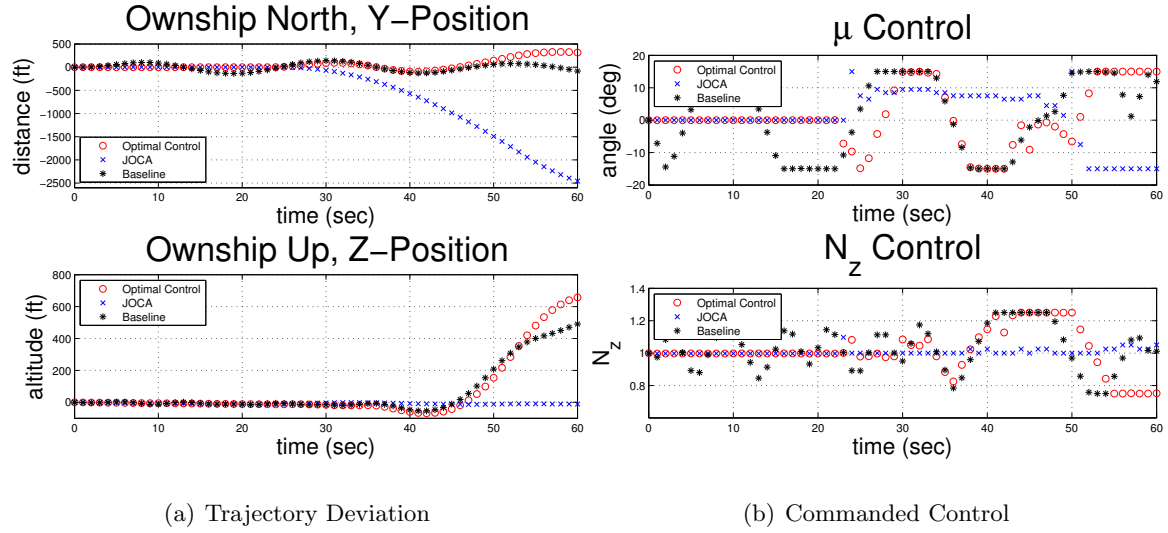 Ownship North, Y−Position
distance (ft)
500
0
−500
−1000
−1500
−2000
−2500
Optimal Control
JOCA
Baseline
0 10 20 30 40 50 60
time (sec)
Ownship Up, Z−Position
altitude (ft)
800
600
400
200
0
Optimal Control
JOCA
Baseline
0 10 20 30 40 50 60
time (sec)
(a) Trajectory Deviation
μ Control
angle (deg)
20
10
0
−10
−20
Optimal Control
JOCA
Baseline
0 10 20 30 40 50 60
time (sec)
N_z Control
N_z
1.4
1.2
1
0.8
Optimal Control
JOCA
Baseline
0 10 20 30 40 50 60
time (sec)
(b) Commanded Control